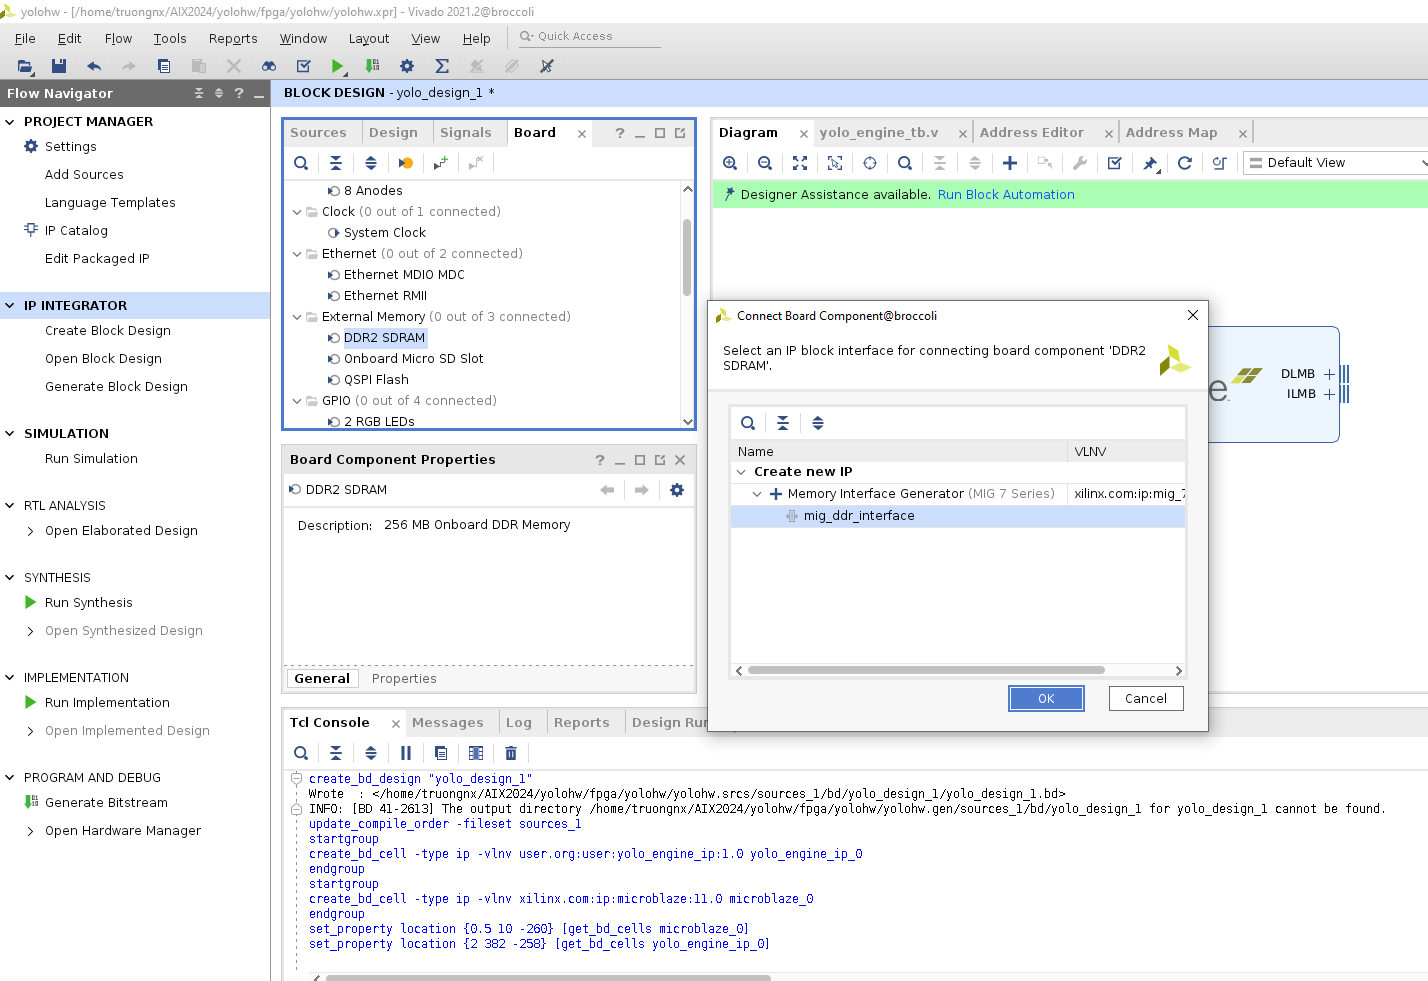 yolohw - [/home/truongnx/AIX2024/yolohw/fpga/yolohw/yolohw.xpr] - Vivado 2021.2@broccoli
File Edit Flow Tools Reports Window Layout View Help Quick Access
Flow Navigator
PROJECT MANAGER
Settings
Add Sources
Language Templates
IP Catalog
Edit Packaged IP
IP INTEGRATOR
Create Block Design
Open Block Design
Generate Block Design
SIMULATION
Run Simulation
RTL ANALYSIS
Open Elaborated Design
SYNTHESIS
Run Synthesis
Open Synthesized Design
IMPLEMENTATION
Run Implementation
Open Implemented Design
PROGRAM AND DEBUG
Generate Bitstream
Open Hardware Manager
BLOCK DESIGN - yolo_design_1 *
Sources Design Signals Board
8 Anodes
Clock (0 out of 1 connected)
System Clock
Ethernet (0 out of 2 connected)
Ethernet MDIO MDC
Ethernet RMII
External Memory (0 out of 3 connected)
DDR2 SDRAM
Onboard Micro SD Slot
QSPI Flash
GPIO (0 out of 4 connected)
2 RGB LEDs
Board Component Properties
DDR2 SDRAM
Description: 256 MB Onboard DDR Memory
General Properties
Diagram yolo_engine_tb.v Address Editor Address Map
Default View
Designer Assistance available. Run Block Automation
DLMB
ILMB
Connect Board Component@broccoli
Select an IP block interface for connecting board component 'DDR2
SDRAM'.
Name VLNV
Create new IP
Memory Interface Generator (MIG 7 Series) xilinx.com:ip:mig_7
mig_ddr_interface
OK Cancel
Tcl Console Messages Log Reports Design Ru
create_bd_design "yolo_design_1"
Wrote : </home/truongnx/AIX2024/yolohw/fpga/yolohw/yolohw.srcs/sources_1/bd/yolo_design_1/yolo_design_1.bd>
INFO: [BD 41-2613] The output directory /home/truongnx/AIX2024/yolohw/fpga/yolohw/yolohw.gen/sources_1/bd/yolo_design_1 for yolo_design_1 cannot be found.
update_compile_order -fileset sources_1
startgroup
create_bd_cell -type ip -vlnv user.org:user:yolo_engine_ip:1.0 yolo_engine_ip_0
endgroup
startgroup
create_bd_cell -type ip -vlnv xilinx.com:ip:microblaze:11.0 microblaze_0
endgroup
set_property location {0.5 10 -260} [get_bd_cells microblaze_0]
set_property location {2 382 -258} [get_bd_cells yolo_engine_ip_0]